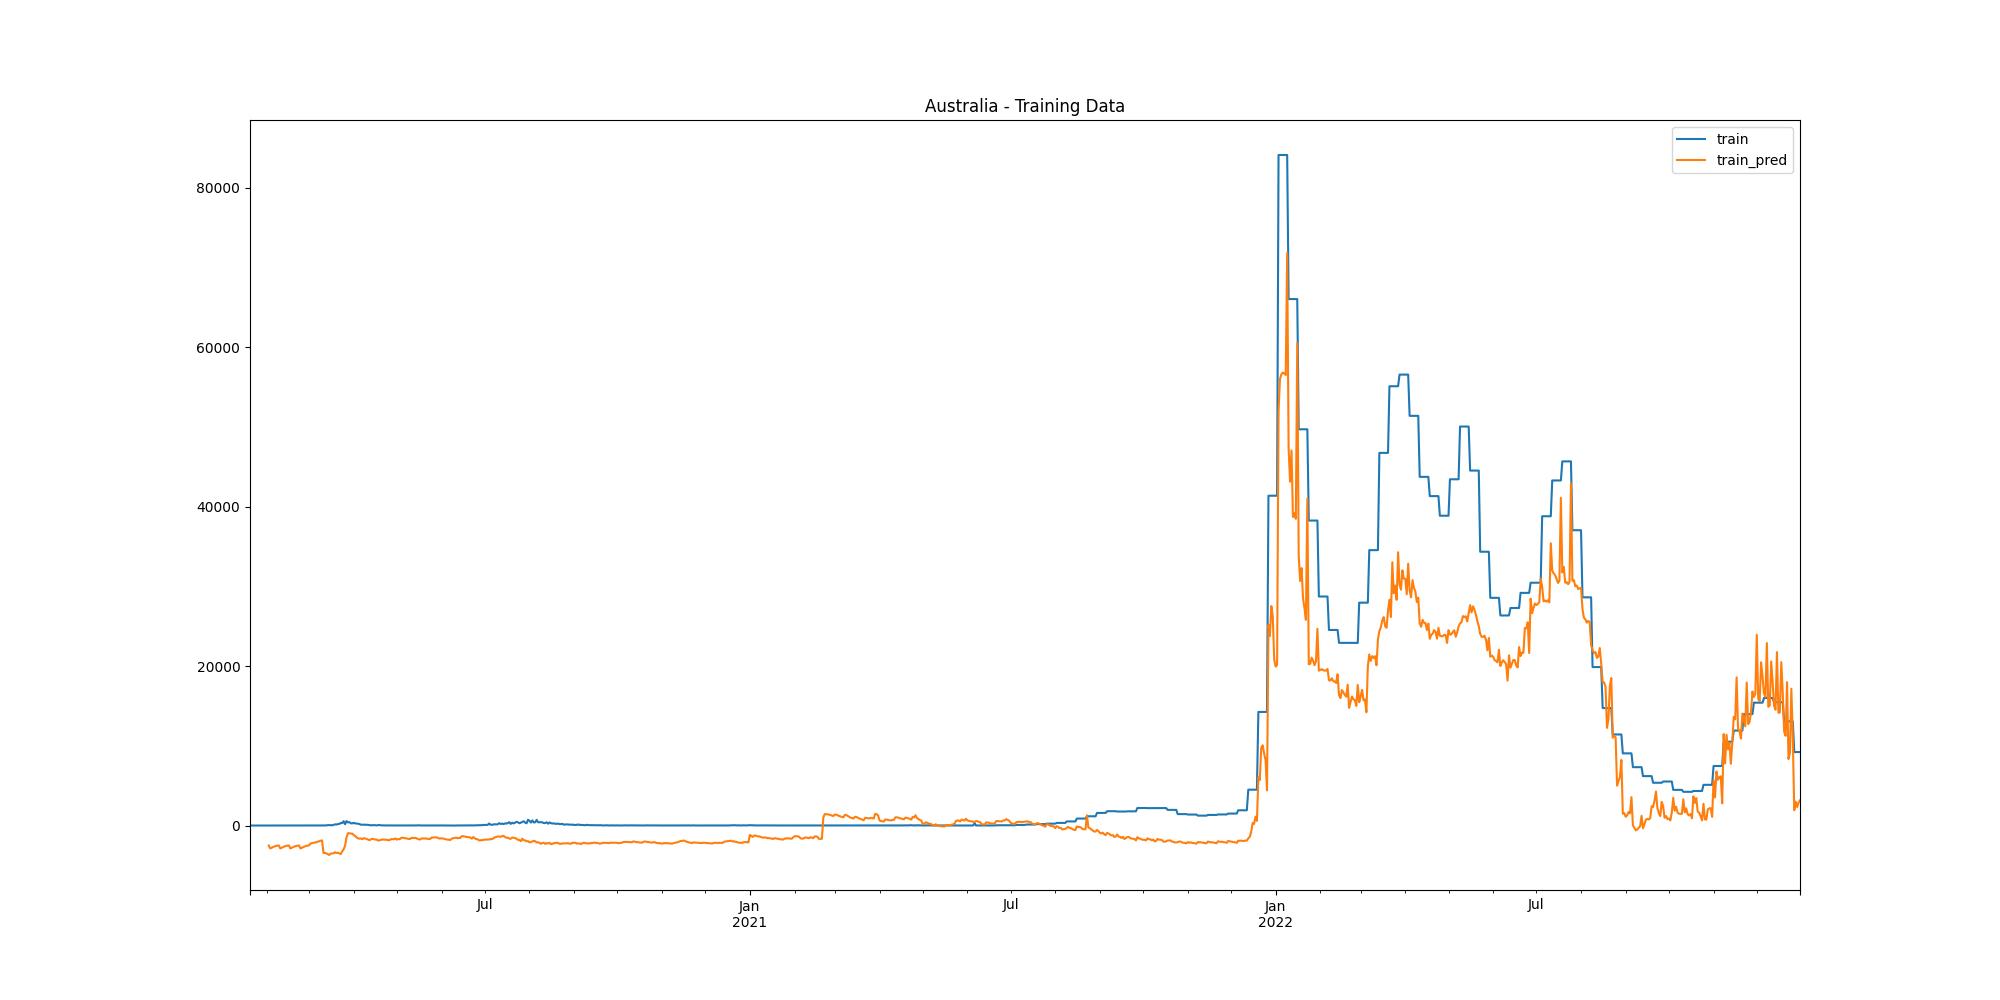 Australia - Training Data
train
train_pred
80000
60000
40000
20000
0
Jul
Jan
2021
Jul
Jan
2022
Jul